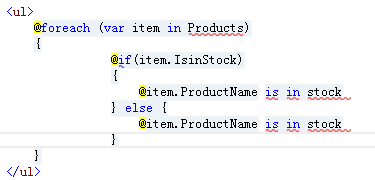 <ul>
@foreach (var item in Products)
{
@if(item.IsinStock)
{
@item.ProductName is in stock
} else {
@item.ProductName is in stock
}
}
</ul>